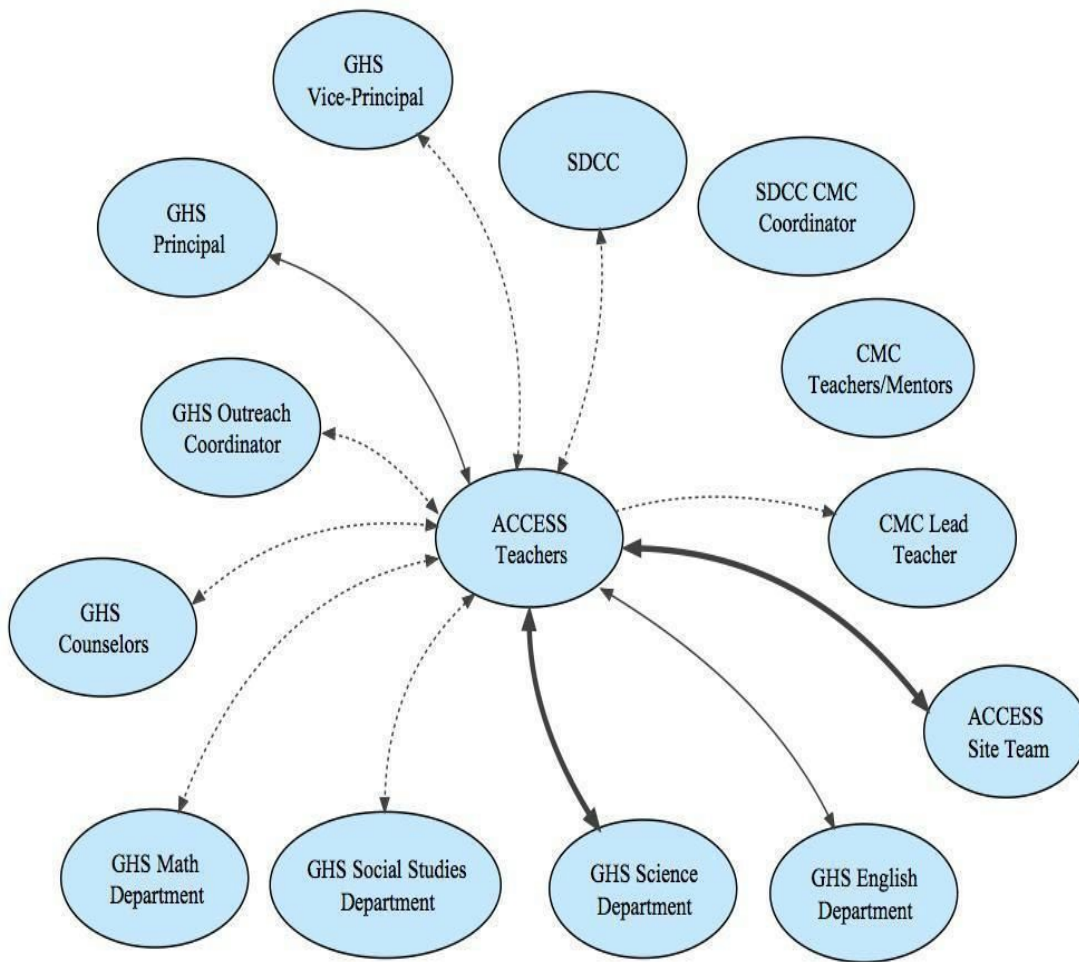 GHS
Vice-Principal
SDCC
SDCC CMC
Coordinator
GHS
Principal
CMC
Teachers/Mentors
GHS Outreach
Coordinator
ACCESS
Teachers
CMC Lead
Teacher
GHS
Counselors
ACCESS
Site Team
GHS Math
Department
GHS Social Studies
Department
GHS Science
Department
GHS English
Department